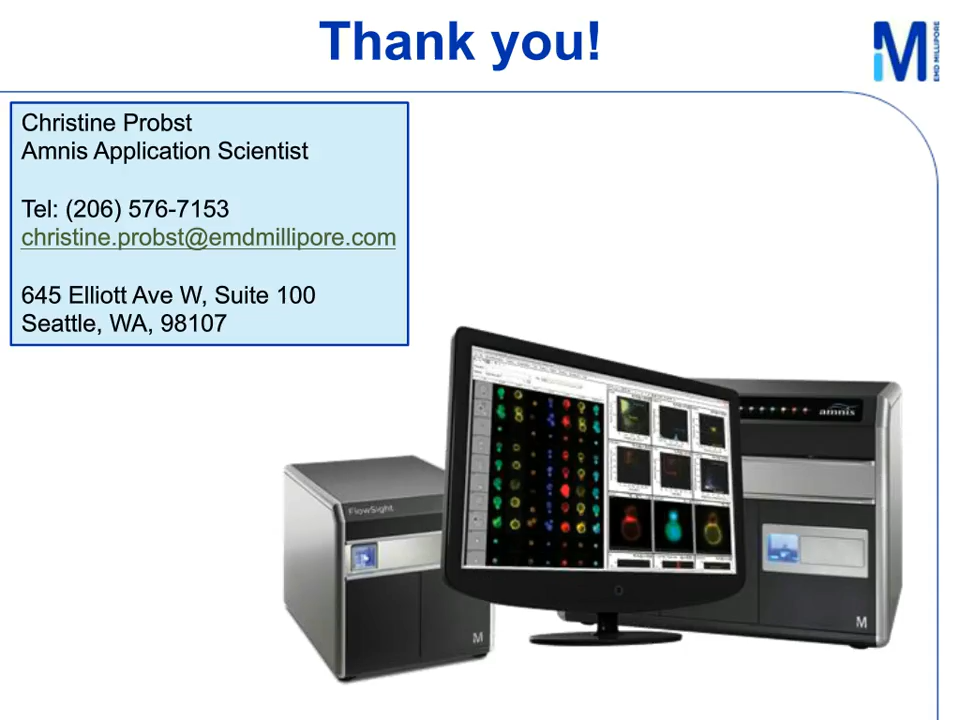 Thank you!
EMD MILLIPORE
Christine Probst
Amnis Application Scientist
Tel: (206) 576-7153
christine.probst@emdmillipore.com
645 Elliott Ave W, Suite 100
Seattle, WA, 98107
amnis
FlowSight
M
M